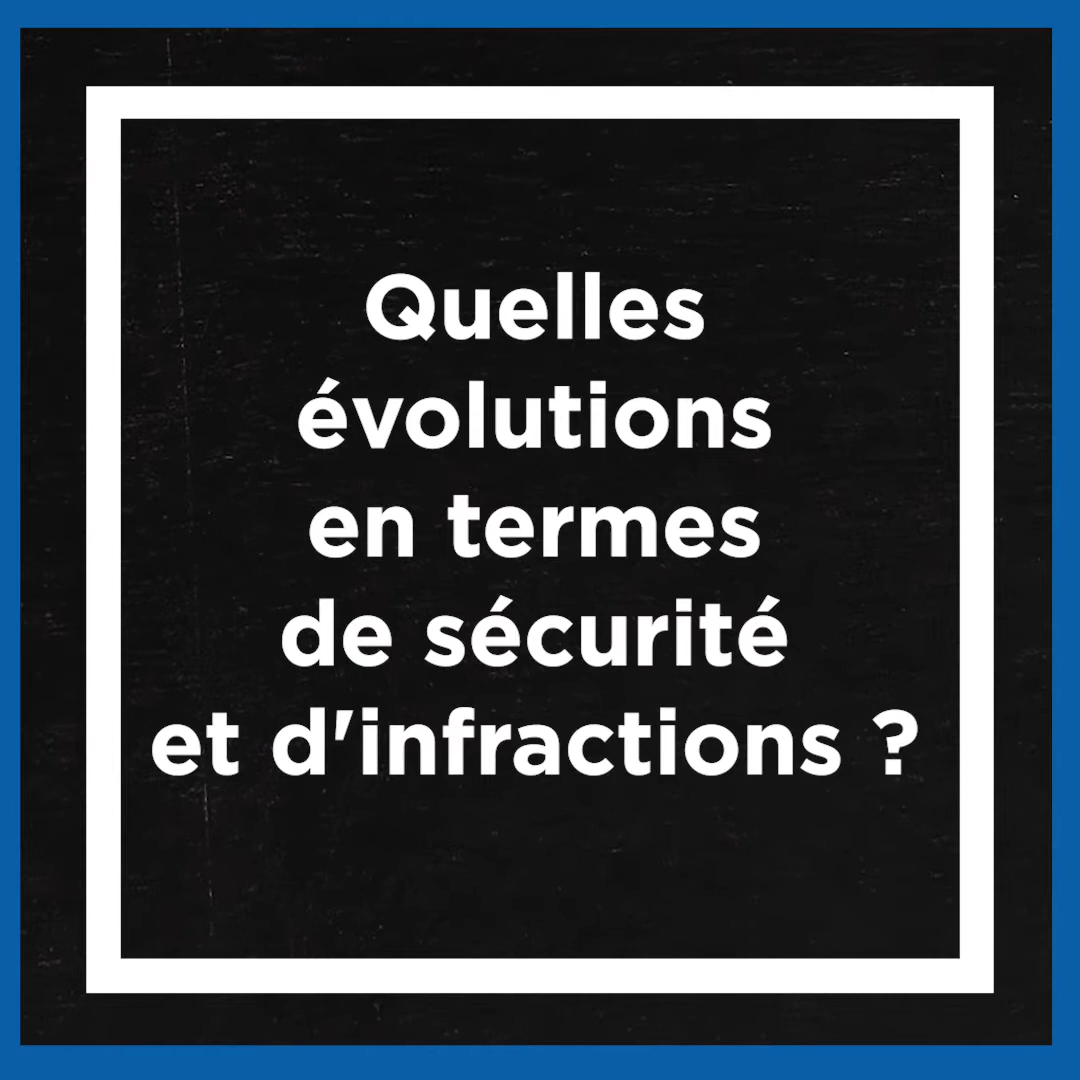 Quelles
évolutions
en termes
de sécurité
et d'infractions ?